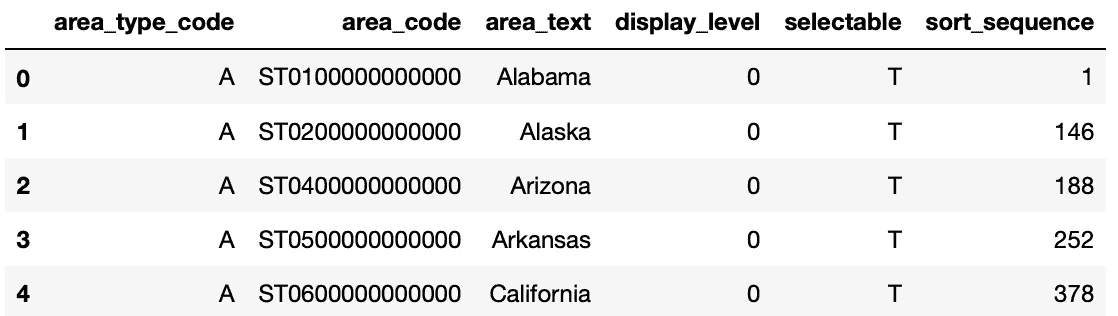 area_type_code area_code area_text display_level selectable sort_sequence
0 A ST0100000000000 Alabama 0 T 1
1 A ST0200000000000 Alaska 0 T 146
2 A ST0400000000000 Arizona 0 T 188
3 A ST0500000000000 Arkansas 0 T 252
4 A ST0600000000000 California 0 T 378